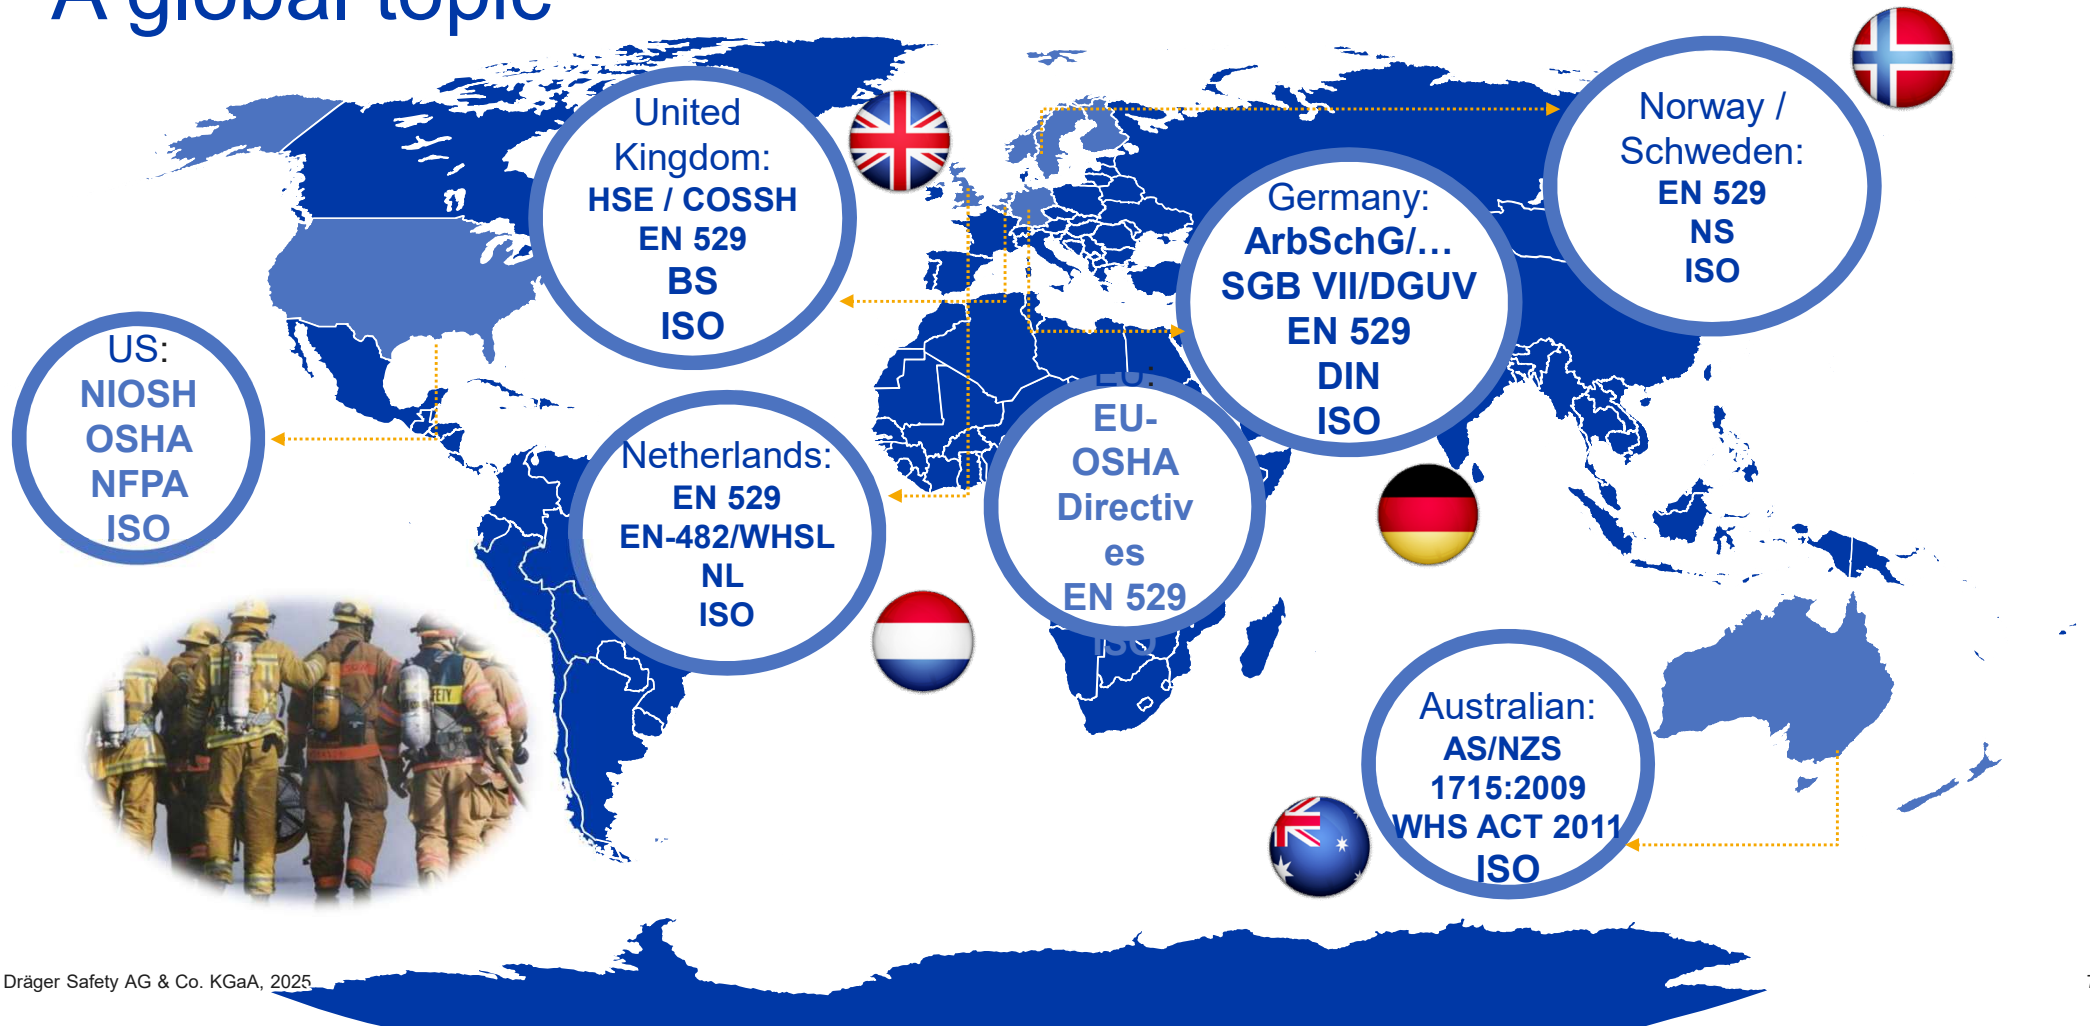 A global topic
United
Kingdom:
HSE / COSSH
EN 529
BS
ISO
Norway /
Schweden:
EN 529
NS
ISO
Germany:
ArbSchG/…
SGB VII/DGUV
EN 529
DIN
ISO
US:
NIOSH
OSHA
NFPA
ISO
Netherlands:
EN 529
EN-482/WHSL
NL
ISO
EU:
EU-
OSHA
Directiv
es
EN 529
ISO
Australian:
AS/NZS
1715:2009
WHS ACT 2011
ISO
Dräger Safety AG & Co. KGaA, 2025